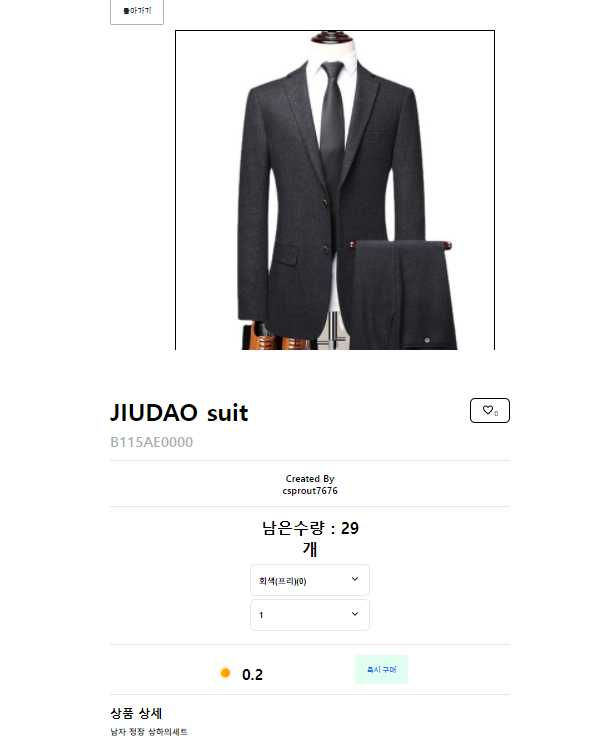 돌아가기
JIUDAO suit
0
B115AE0000
Created By
csprout7676
남은수량 : 29
개
회색(프리)(0)
1
0.2
즉시 구매
상품 상세
남자 정장 상하의세트